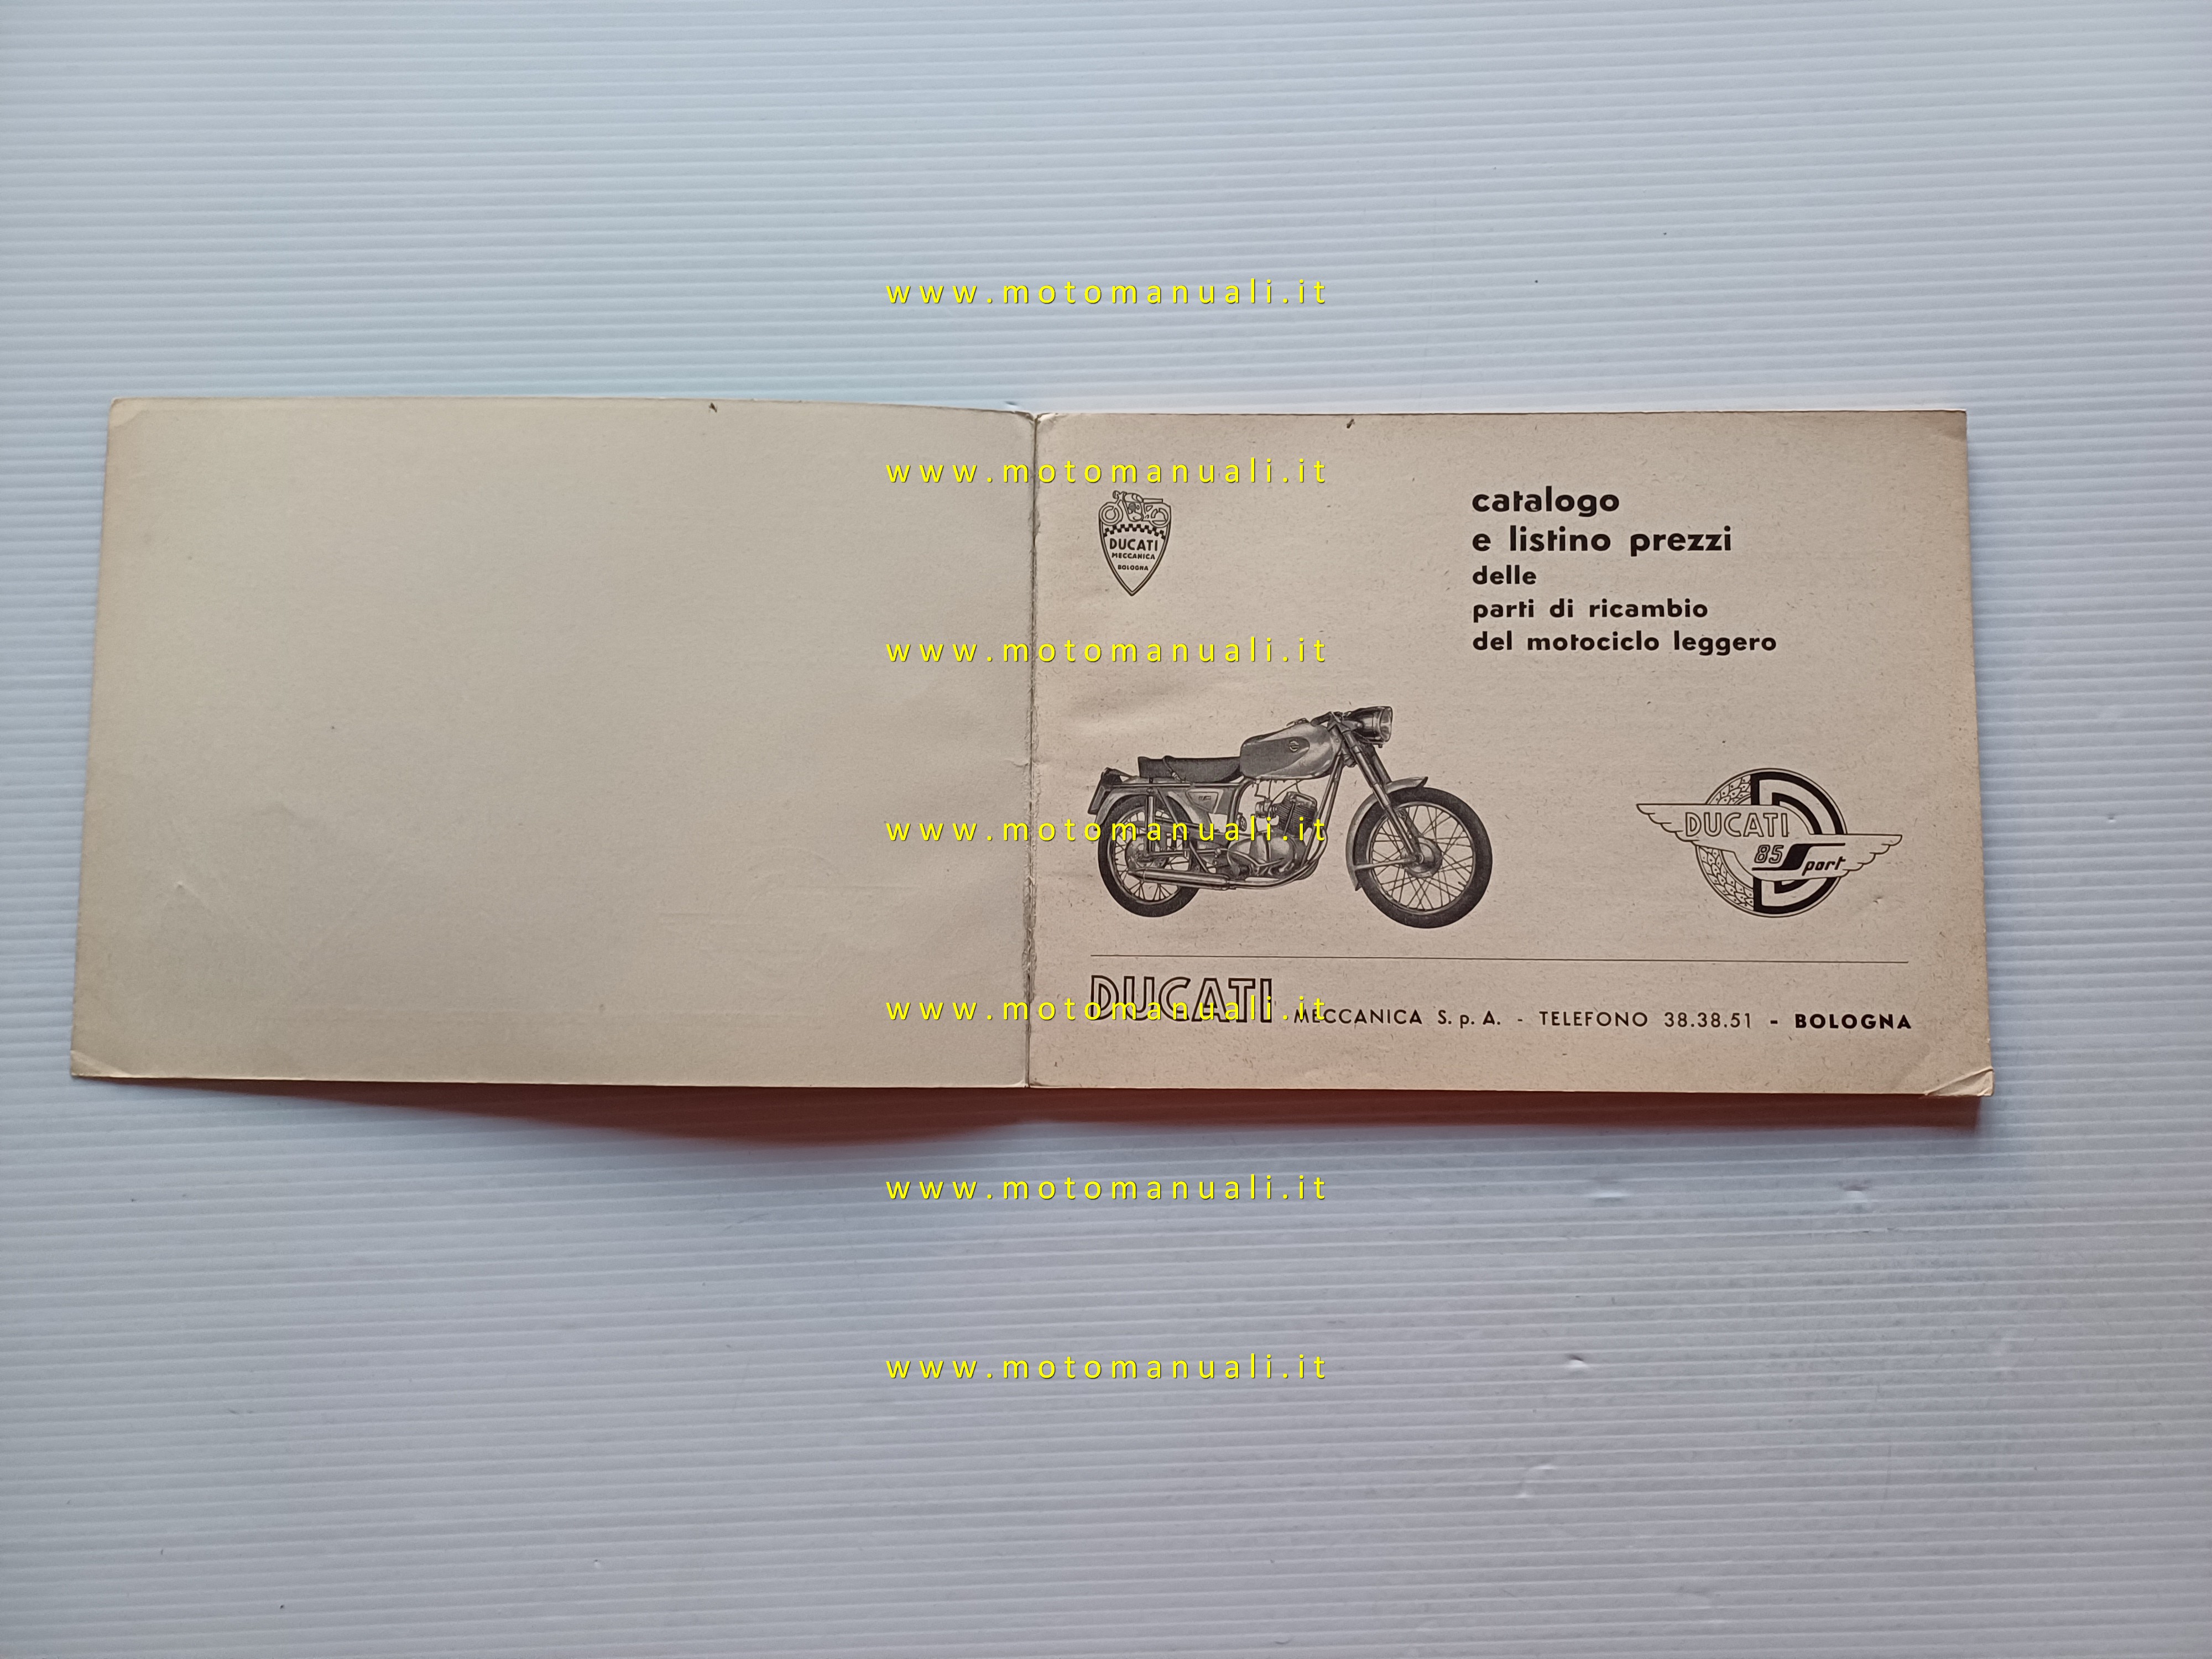 www.motomanuali.it
www.motomanuali.it
catalogo
e listino prezzi
delle
parti di ricambio
del motociclo leggero
DUCATI
MECCANICA
BOLOGNA
www.motomanuali.it
DUCATI
85 Sport
www.motomanuali.it
DUCATI MECCANICA S. p. A. - TELEFONO 38.38.51 - BOLOGNA
www.motomanuali.it
www.motomanuali.it
www.motomanuali.it